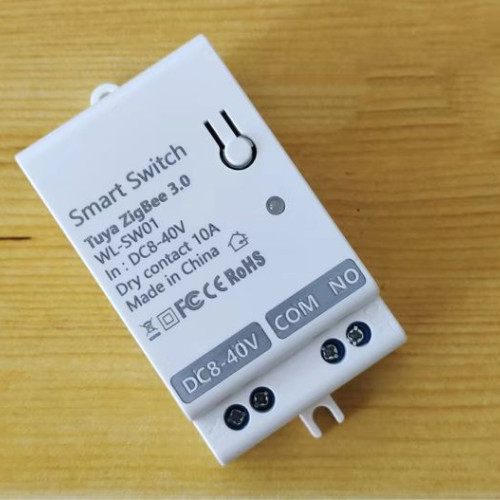 Smart Switch
Tuya ZigBee 3.0
WL-SW01
In : DC8-40V
Dry contact 10A
Made in China
FC CE RoHS
DC8-40V
COM NO